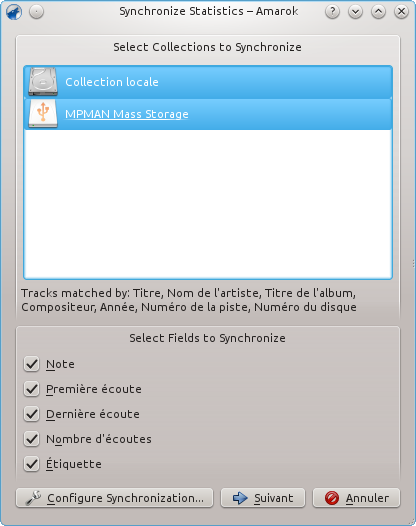 Synchronize Statistics – Amarok
Select Collections to Synchronize
Collection locale
MPMAN Mass Storage
Tracks matched by: Titre, Nom de l'artiste, Titre de l'album,
Compositeur, Année, Numéro de la piste, Numéro du disque
Select Fields to Synchronize
Note
Première écoute
Dernière écoute
Nombre d'écoutes
Étiquette
Configure Synchronization...
Suivant
Annuler